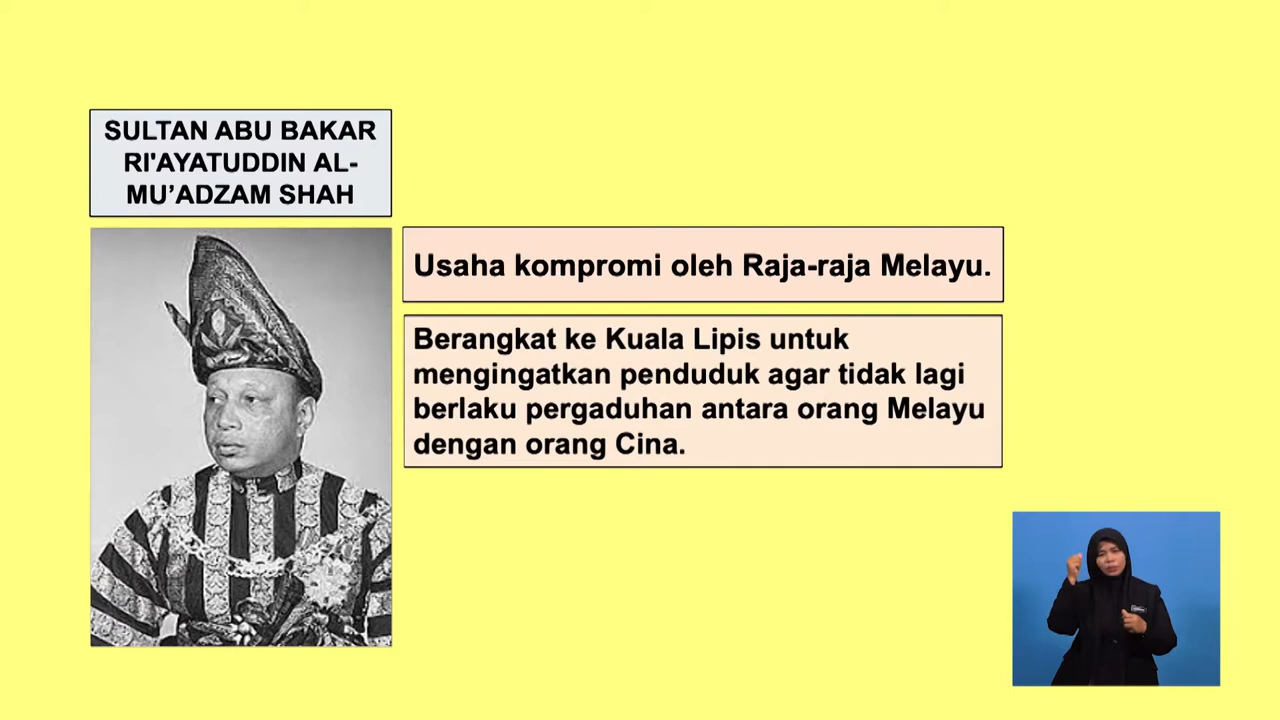 SULTAN ABU BAKAR
RI'AYATUDDIN AL-
MU’ADZAM SHAH
Usaha kompromi oleh Raja-raja Melayu.
Berangkat ke Kuala Lipis untuk
mengingatkan penduduk agar tidak lagi
berlaku pergaduhan antara orang Melayu
dengan orang Cina.